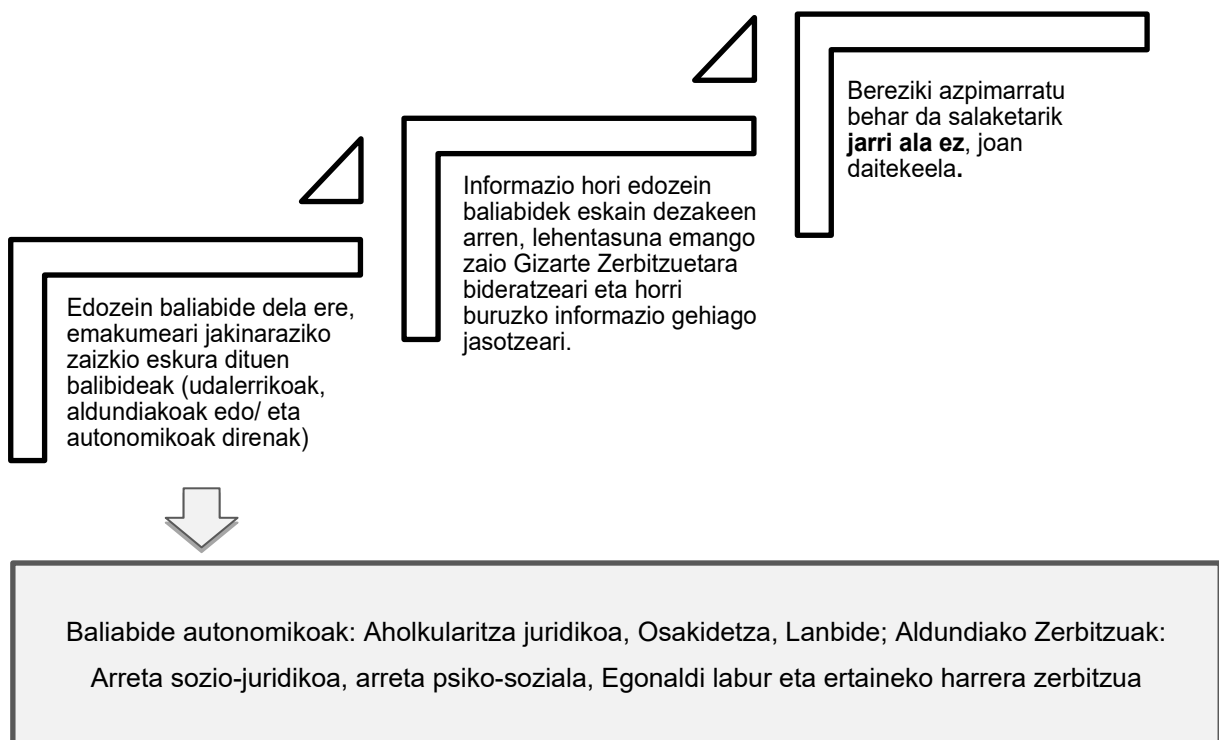 Edozein baliabide dela ere,
emakumeari jakinaraziko
zaizkio eskura dituen
balibideak (udalerrikoak,
aldundiakoak edo/ eta
autonomikoak direnak)
Informazio hori edozein
baliabidek eskain dezakeen
arren, lehentasuna emango
zaio Gizarte Zerbitzuetara
bideratzeari eta horri
buruzko informazio gehiago
jasotzeari.
Bereziki azpimarratu
behar da salaketarik
jarri ala ez, joan
daitekeela.
Baliabide autonomikoak: Aholkularitza juridikoa, Osakidetza, Lanbide; Aldundiako Zerbitzuak:
Arreta sozio-juridikoa, arreta psiko-soziala, Egonaldi labur eta ertaineko harrera zerbitzua